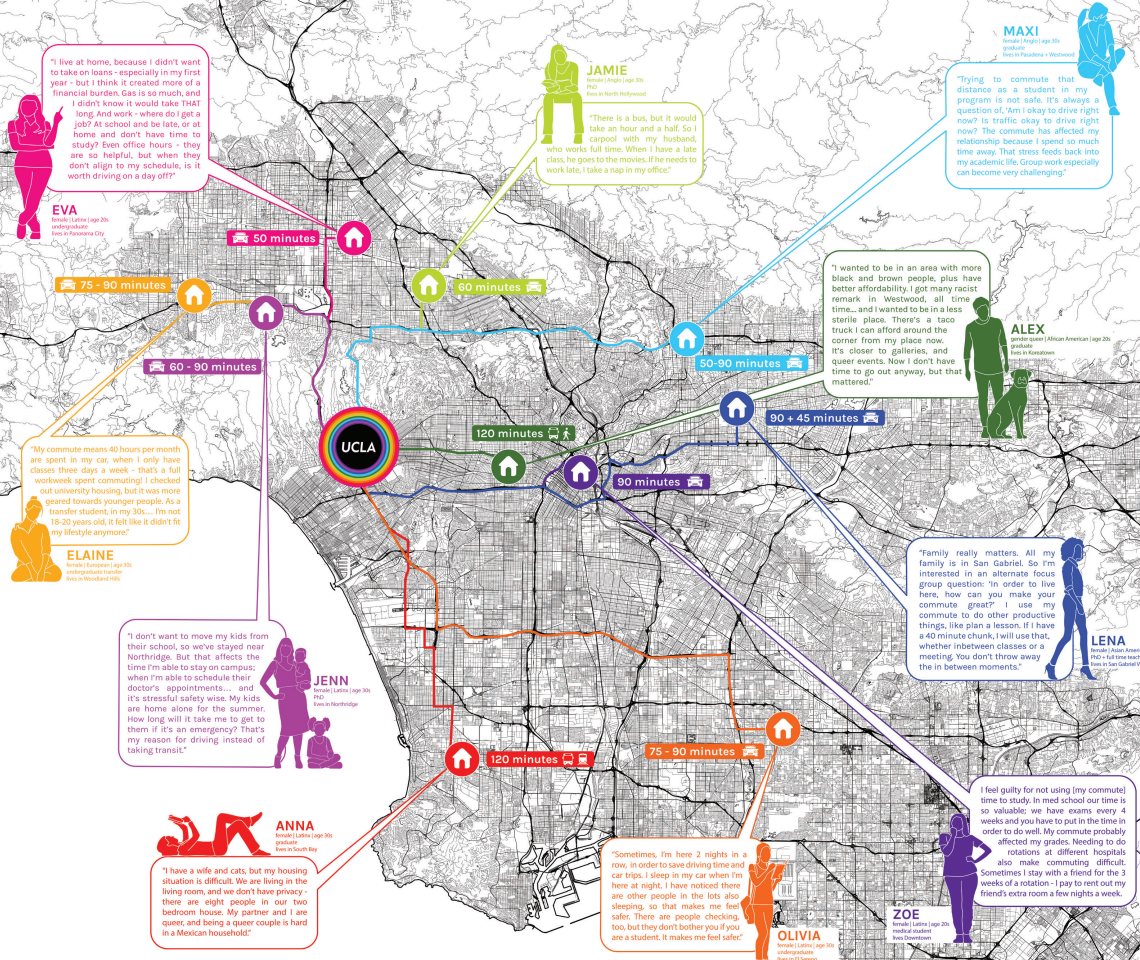 "I live at home, because I didn't want
to take on loans - especially in my first
year - but I think it created more of a
financial burden. Gas is so much, and
I didn't know it would take THAT
long. And work - where do I get a
job? At school and be late, or at
home and don't have time to
study? Even office hours - they
are so helpful, but when they
don't align to my schedule, is it
worth driving on a day off?"
EVA
female | Latinx | age 20s
undergraduate
lives in Panorama City
50 minutes
JAMIE
female | Anglo | age 30s
PhD
lives in North Hollywood
"There is a bus, but it would
take an hour and a half. So I
carpool with my husband,
who works full time. When I have a late
class, he goes to the movies. If he needs to
work late, I take a nap in my office."
60 minutes
MAXI
female | Anglo | age 30s
graduate
lives in Pasadena + Westwood
"Trying to commute that
distance as a student in my
program is not safe. It's always a
question of, 'Am I okay to drive right
now? Is traffic okay to drive right
now? The commute has affected my
relationship because I spend so much
time away. That stress feeds back into
my academic life. Group work especially
can become very challenging."
50-90 minutes
"I wanted to be in an area with more
black and brown people, plus have
better affordability. I got many racist
remark in Westwood, all time
time... and I wanted to be in a less
sterile place. There's a taco
truck I can afford around the
corner from my place now.
It's closer to galleries, and
queer events. Now I don't have
time to go out anyway, but that
mattered."
ALEX
gender queer | African American | age 20s
graduate
lives in Koreatown
120 minutes
75 - 90 minutes
60 - 90 minutes
UCLA
90 + 45 minutes
90 minutes
"My commute means 40 hours per month
are spent in my car, when I only have
classes three days a week - that's a full
workweek spent commuting! I checked
out university housing, but it was more
geared towards younger people. As a
transfer student, in my 30s... I'm not
18-20 years old, it felt like it didn't fit
my lifestyle anymore."
ELAINE
female | European | age 30s
undergraduate transfer
lives in Woodland Hills
"I don't want to move my kids from
their school, so we've stayed near
Northridge. But that affects the
time I'm able to stay on campus;
when I'm able to schedule their
doctor's appointments... and
it's stressful safety wise. My kids
are home alone for the summer.
How long will it take me to get to
them if it's an emergency? That's
my reason for driving instead of
taking transit."
JENN
female | Latinx | age 30s
PhD
lives in Northridge
"Family really matters. All my
family is in San Gabriel. So I'm
interested in an alternate focus
group question: 'In order to live
here, how can you make your
commute great?' I use my
commute to do other productive
things, like plan a lesson. If I have
a 40 minute chunk, I will use that,
whether inbetween classes or a
meeting. You don't throw away
the in between moments."
LENA
female | Asian Ameri
PhD + full time teach
lives in San Gabriel V
120 minutes
75 - 90 minutes
ANNA
female | Latinx | age 30s
graduate
lives in South Bay
"I have a wife and cats, but my housing
situation is difficult. We are living in the
living room, and we don't have privacy -
there are eight people in our two
bedroom house. My partner and I are
queer, and being a queer couple is hard
in a Mexican household."
"Sometimes, I'm here 2 nights in a
row, in order to save driving time and
car trips. I sleep in my car when I'm
here at night. I have noticed there
are other people in the lots also
sleeping, so that makes me feel
safer. There are people checking,
too, but they don't bother you if you
are a student. It makes me feel safer."
OLIVIA
female | Latinx | age 30s
undergraduate
lives in El Sereno
I feel guilty for not using [my commute]
time to study. In med school our time is
so valuable; we have exams every 4
weeks and you have to put in the time in
order to do well. My commute probably
affected my grades. Needing to do
rotations at different hospitals
also make commuting difficult.
Sometimes I stay with a friend for the 3
weeks of a rotation - I pay to rent out my
friend's extra room a few nights a week.
ZOE
female | Latinx | age 20s
medical student
lives Downtown